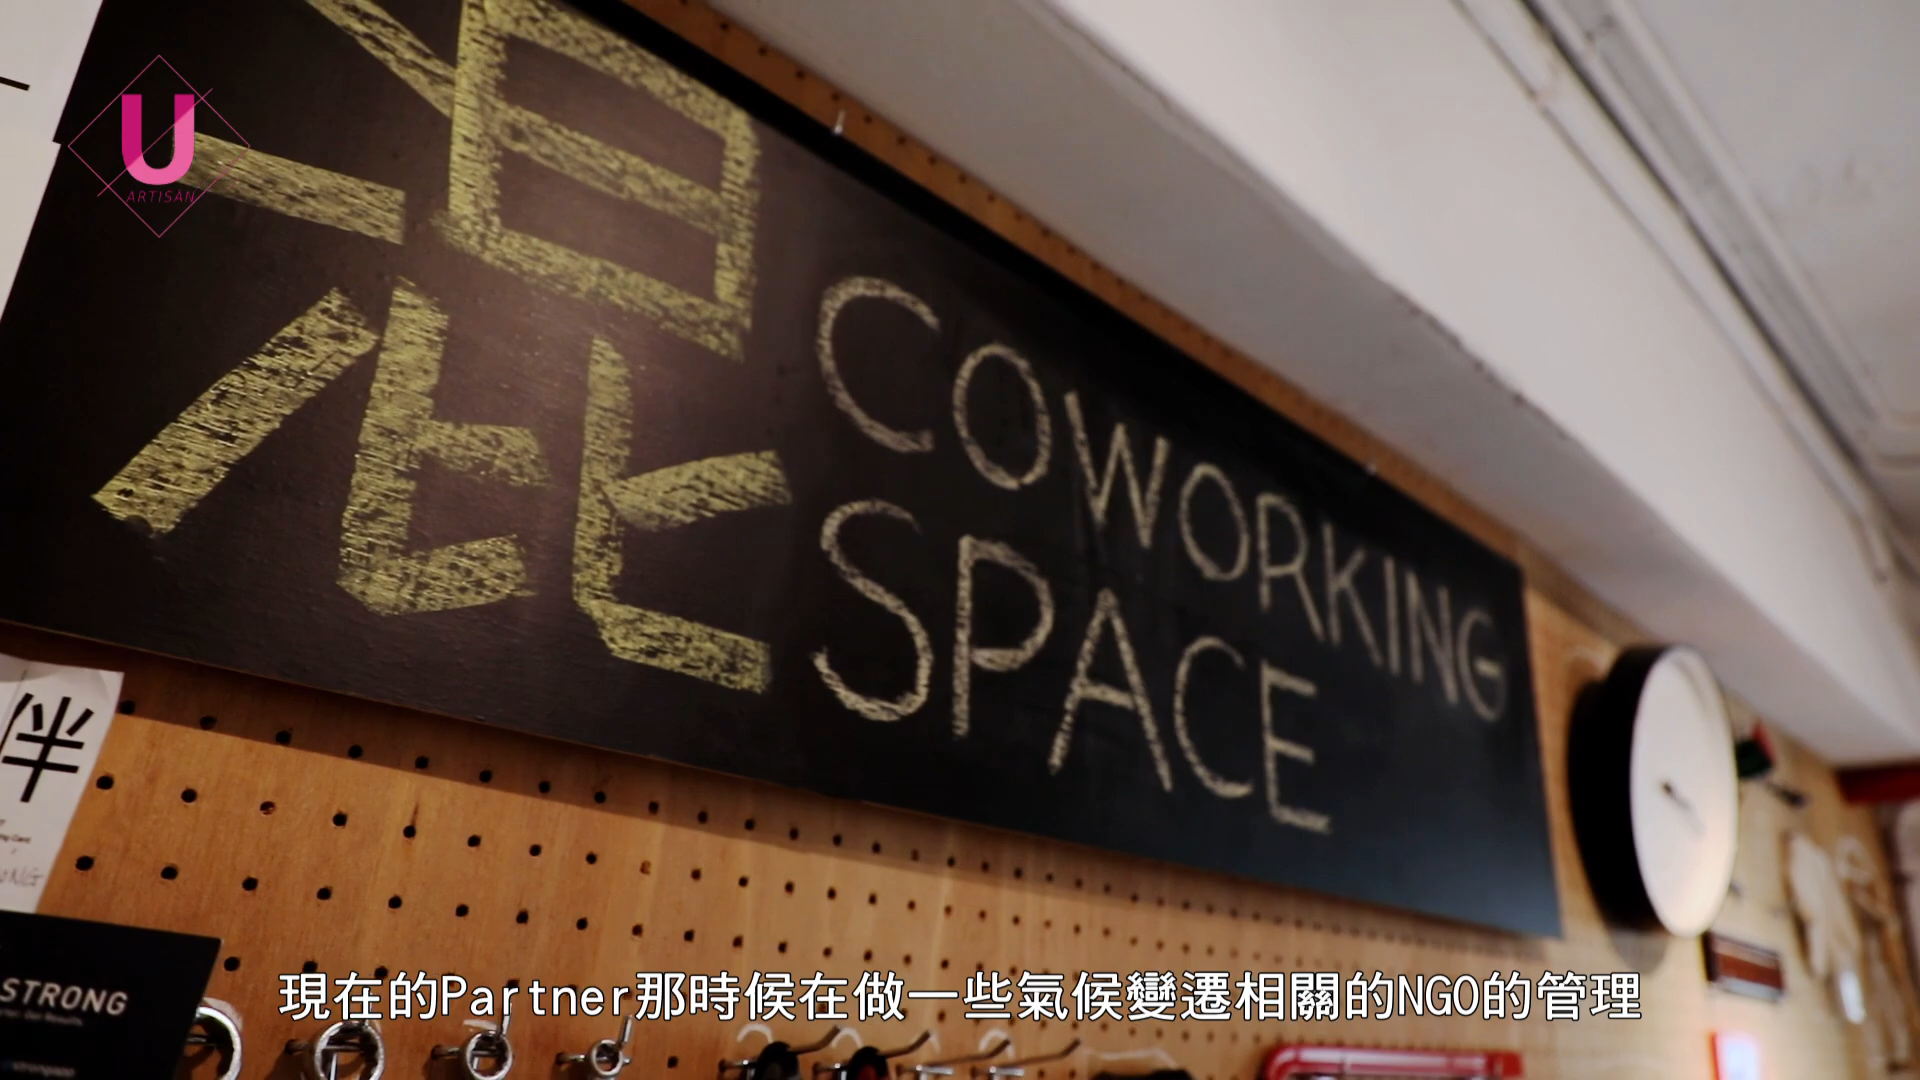 U
ARTISAN
混
COWORKING
SPACE
伴
STRONG
現在的Partner那時候在做一些氣候變遷相關的NGO的管理